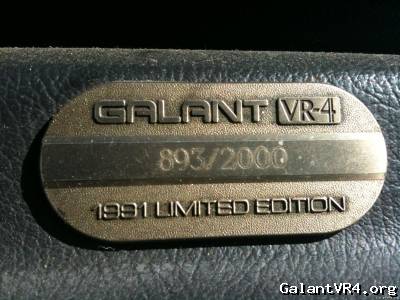 GALANT VR-4
893/2000
1991 LIMITED EDITION
GalantVR4.org